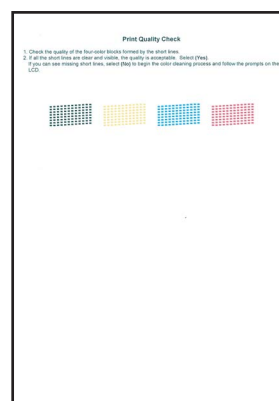 Print Quality Check
1. Check the quality of the four-color blocks formed by the short lines.
2. If all the short lines are clear and visible, the quality is acceptable. Select (Yes).
If you can see missing short lines, select (No) to begin the color cleaning process and follow the prompts on the
LCD.